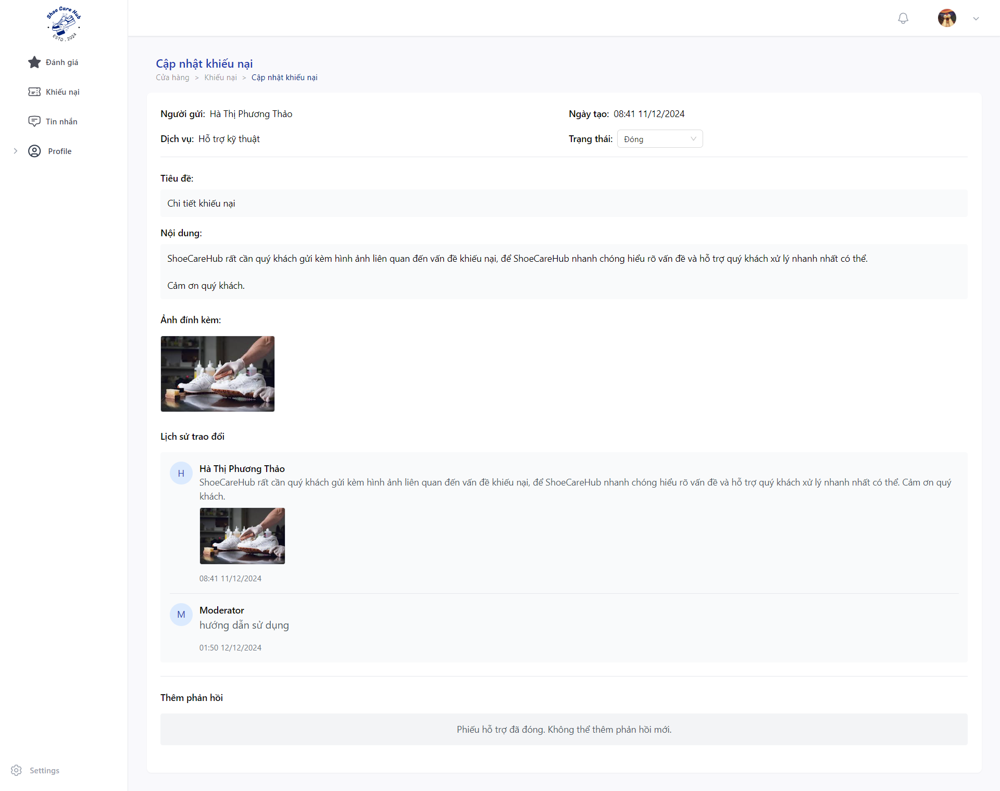 Shoe Care Hub
ESTD . 2024
Đánh giá
Khiếu nại
Tin nhắn
Profile
Settings
Cập nhật khiếu nại
Cửa hàng > Khiếu nại > Cập nhật khiếu nại
Người gửi: Hà Thị Phương Thảo
Ngày tạo: 08:41 11/12/2024
Dịch vụ: Hỗ trợ kỹ thuật
Trạng thái: Đóng
Tiêu đề:
Chi tiết khiếu nại
Nội dung:
ShoeCareHub rất cần quý khách gửi kèm hình ảnh liên quan đến vấn đề khiếu nại, để ShoeCareHub nhanh chóng hiểu rõ vấn đề và hỗ trợ quý khách xử lý nhanh nhất có thể.
Cảm ơn quý khách.
Ảnh đính kèm:
Lịch sử trao đổi
H
Hà Thị Phương Thảo
ShoeCareHub rất cần quý khách gửi kèm hình ảnh liên quan đến vấn đề khiếu nại, để ShoeCareHub nhanh chóng hiểu rõ vấn đề và hỗ trợ quý khách xử lý nhanh nhất có thể. Cảm ơn quý
khách.
08:41 11/12/2024
M
Moderator
hướng dẫn sử dụng
01:50 12/12/2024
Thêm phản hồi
Phiếu hỗ trợ đã đóng. Không thể thêm phản hồi mới.